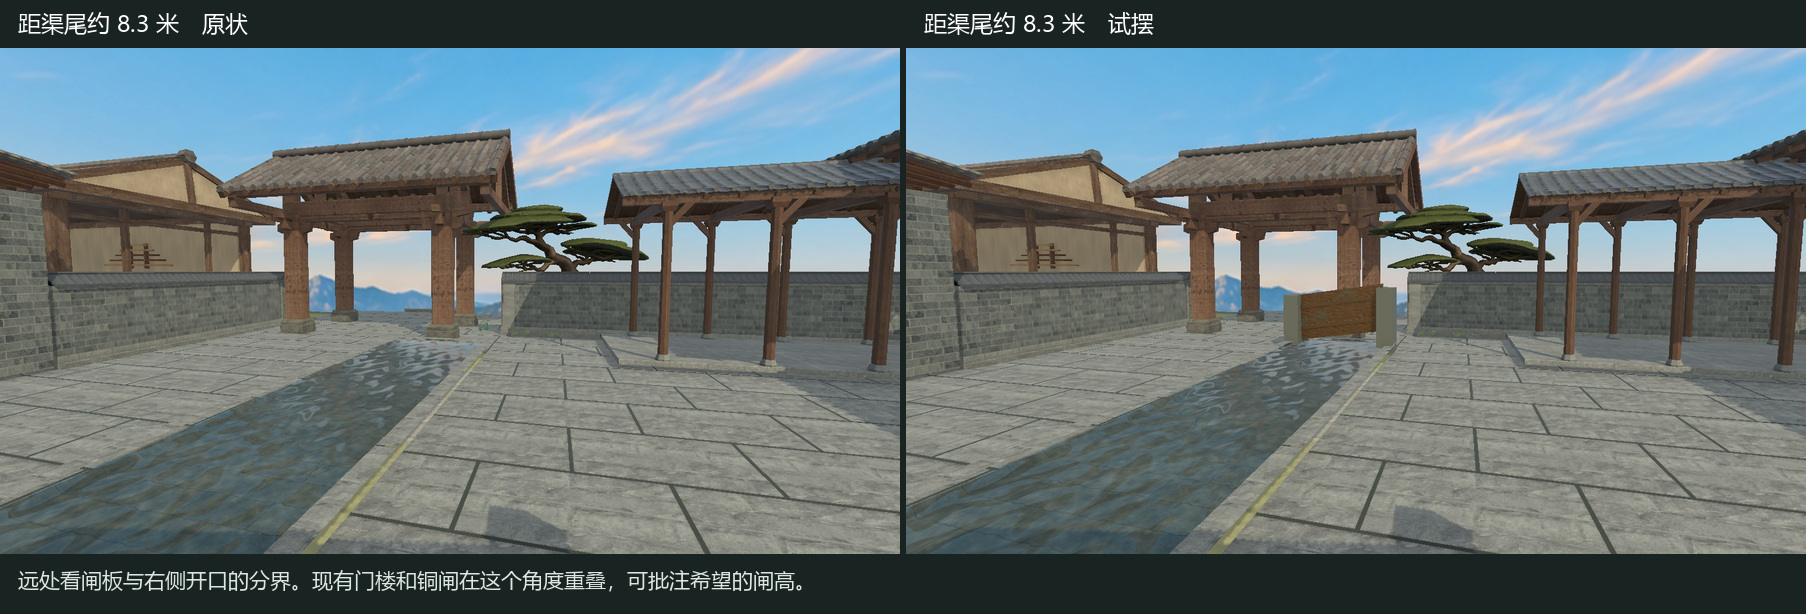 距渠尾约 8.3 米　原状
距渠尾约 8.3 米　试摆
远处看闸板与右侧开口的分界。现有门楼和铜闸在这个角度重叠，可批注希望的闸高。